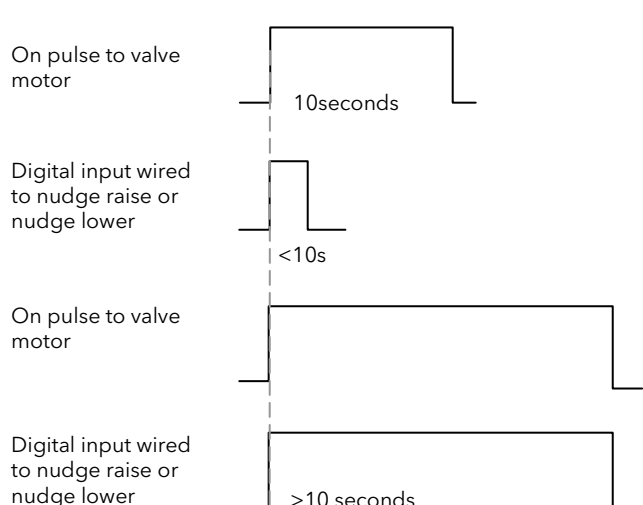 On pulse to valve
motor
10seconds
Digital input wired
to nudge raise or
nudge lower
<10s
On pulse to valve
motor
Digital input wired
to nudge raise or
nudge lower
>10 seconds